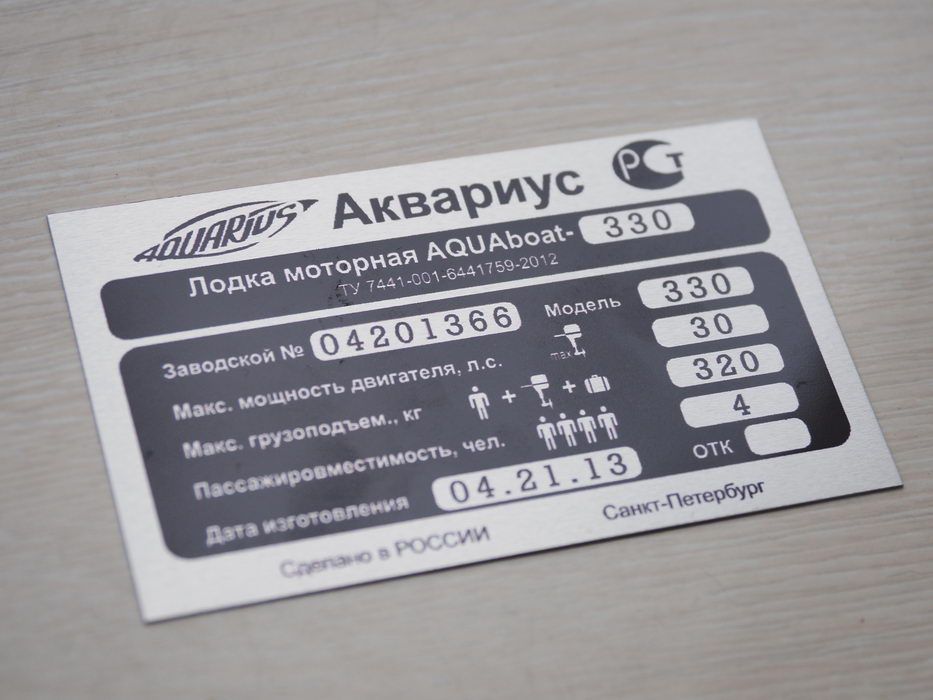 AQUARIUS Аквариус РСТ
Лодка моторная AQUAboat- 330
ТУ 7441-001-6441759-2012
Заводской № 04201366 Модель 330
Макс. мощность двигателя, л.с. max 30
Макс. грузоподъем., кг + + 320
Пассажировместимость, чел. 4
Дата изготовления 04.21.13 ОТК
Сделано в РОССИИ Санкт-Петербург